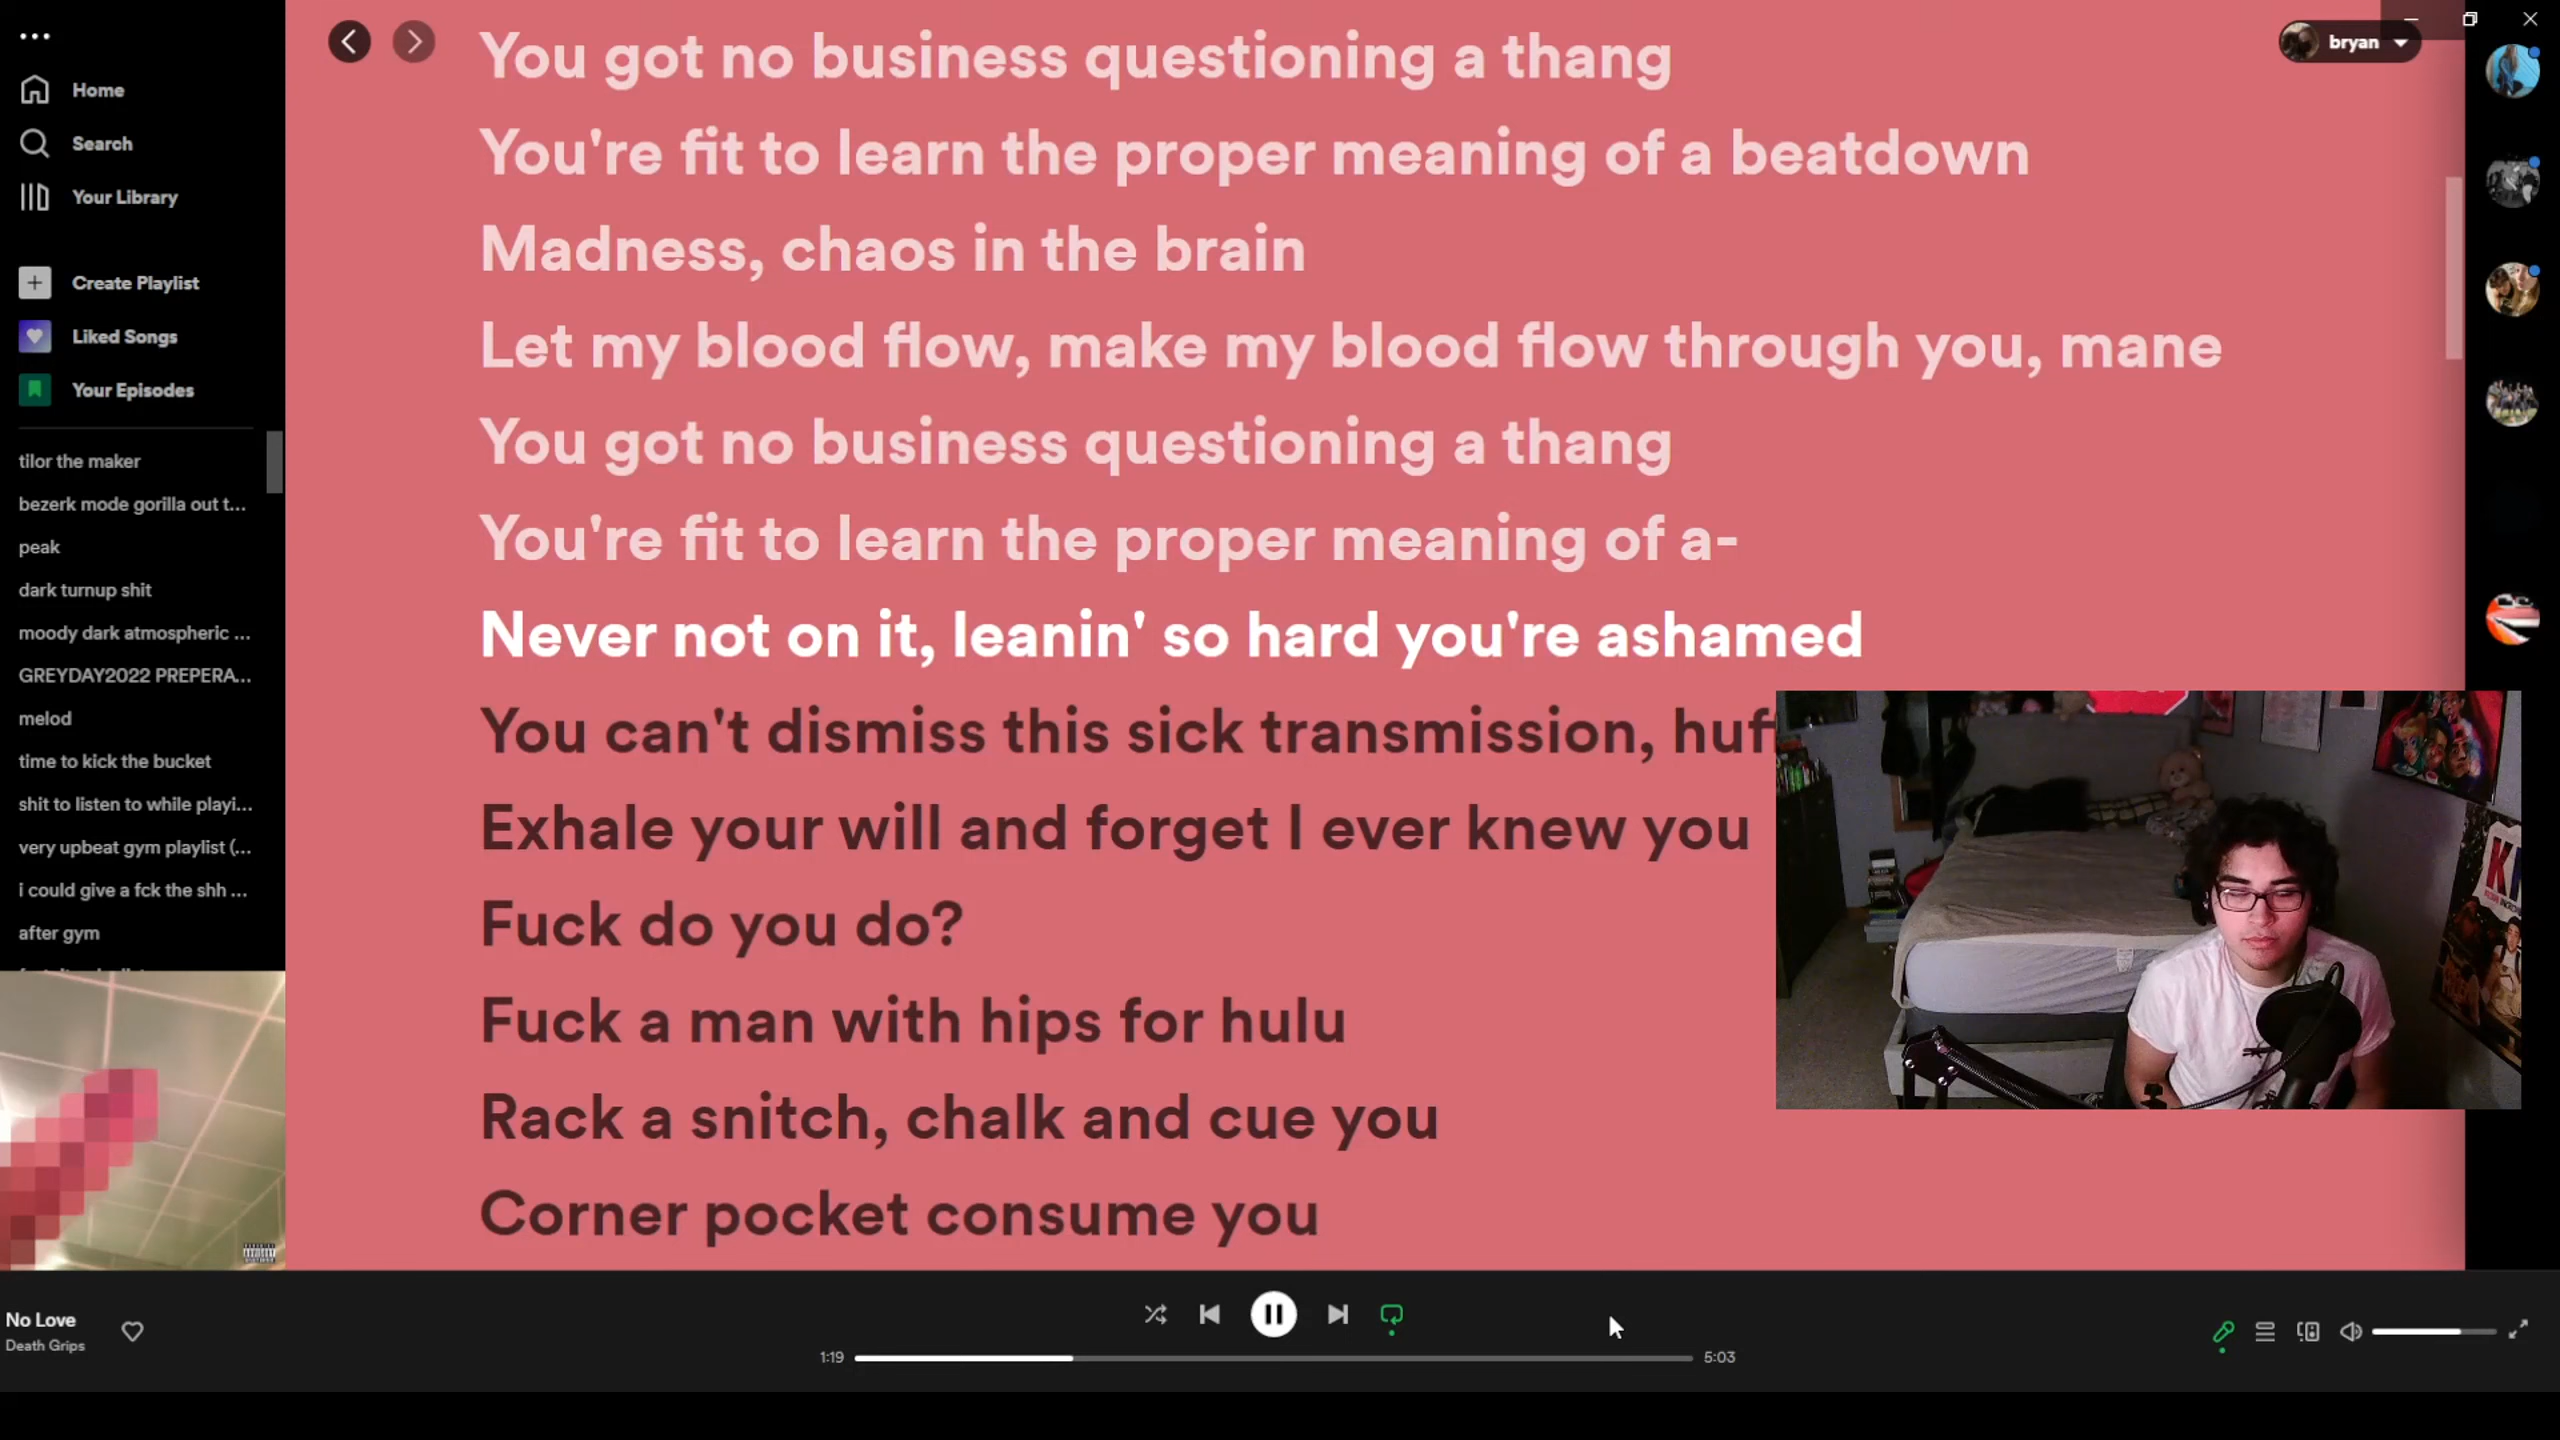 Home
Search
Your Library
Create Playlist
Liked Songs
Your Episodes
tilor the maker
bezerk mode gorilla out t...
peak
dark turnup shit
moody dark atmospheric ...
GREYDAY2022 PREPERA...
melod
time to kick the bucket
shit to listen to while playi...
very upbeat gym playlist (...
i could give a fck the shh ...
after gym
bryan
You got no business questioning a thang
You're fit to learn the proper meaning of a beatdown
Madness, chaos in the brain
Let my blood flow, make my blood flow through you, mane
You got no business questioning a thang
You're fit to learn the proper meaning of a-
Never not on it, leanin' so hard you're ashamed
You can't dismiss this sick transmission, huf
Exhale your will and forget I ever knew you
Fuck do you do?
Fuck a man with hips for hulu
Rack a snitch, chalk and cue you
Corner pocket consume you
No Love
Death Grips
1:19
5:03